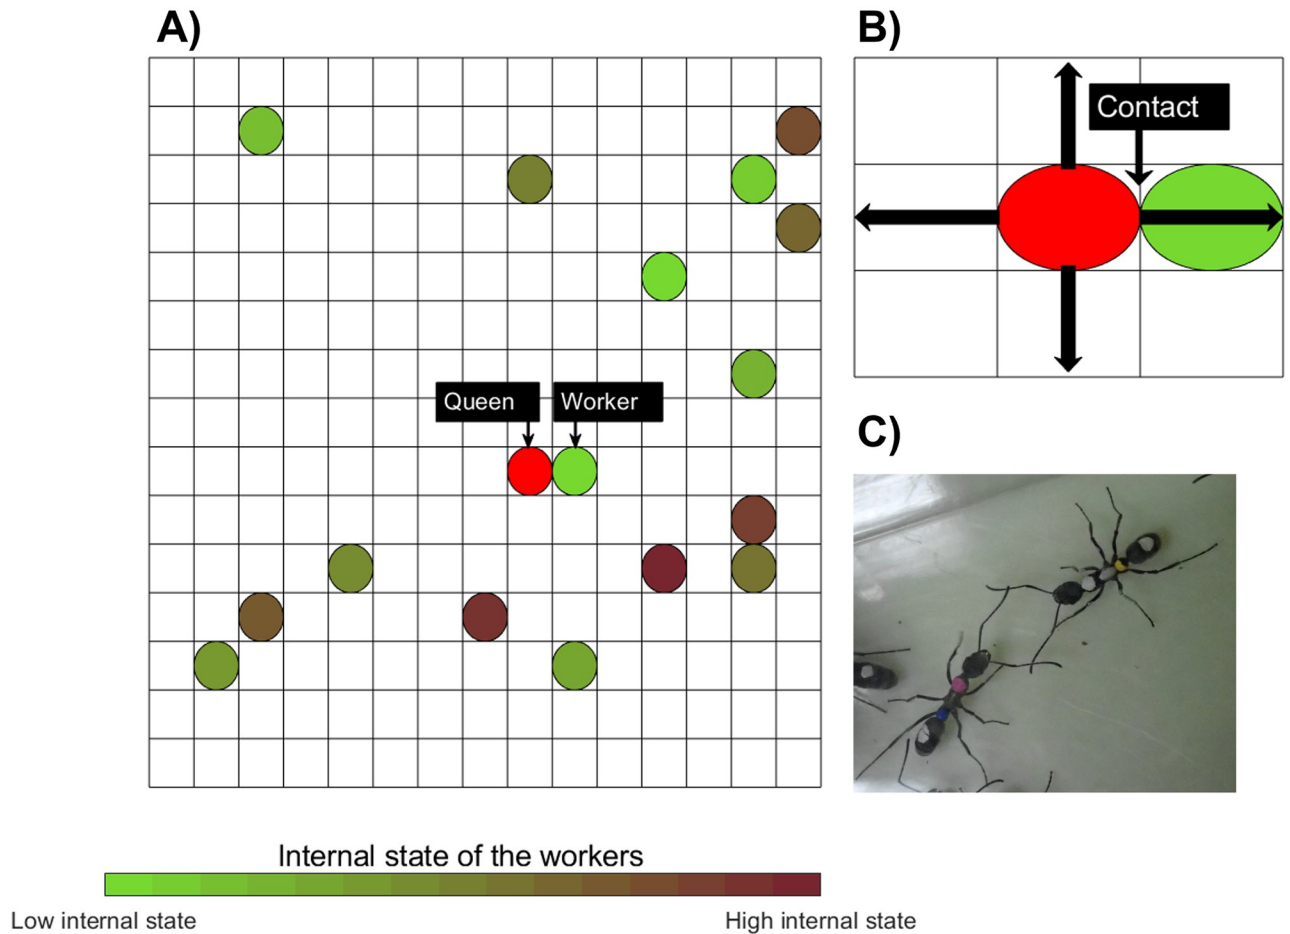 A)
B)
Contact
Queen
Worker
C)
Internal state of the workers
Low internal state
High internal state